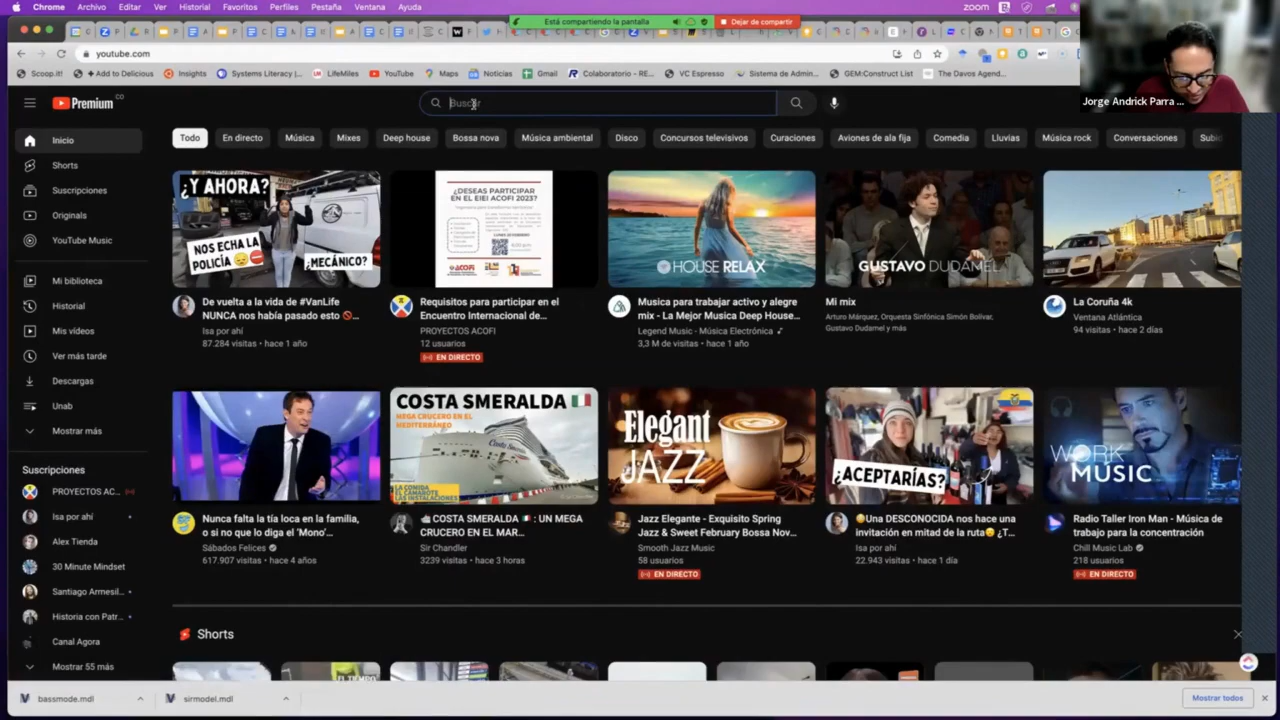 Chrome Archivo Editar Ver Historial Favoritos Perfiles Pestaña Ventana Ayuda
Está compartiendo la pantalla
Dejar de compartir
zoom
youtube.com
Scoop.it!
+ Add to Delicious
Insights
Systems Literacy |...
LifeMiles
YouTube
Maps
Noticias
Gmail
Colaboratorio - RE...
VC Espresso
Sistema de Admin...
GEM:Construct List
The Davos Agend...
Jorge Andrick Parra ...
Premium CO
Buscar
Inicio
Shorts
Suscripciones
Originals
YouTube Music
Mi biblioteca
Historial
Mis vídeos
Ver más tarde
Descargas
Unab
Mostrar más
Suscripciones
PROYECTOS AC...
Isa por ahí
Alex Tienda
30 Minute Mindset
Santiago Armesil...
Historia con Patr...
Canal Agora
Mostrar 55 más
Todo
En directo
Música
Mixes
Deep house
Bossa nova
Música ambiental
Disco
Concursos televisivos
Curaciones
Aviones de ala fija
Comedia
Lluvias
Música rock
Conversaciones
¿Y AHORA?
NOS ECHA LA
POLICÍA
¿MECÁNICO?
De vuelta a la vida de #VanLife
NUNCA nos había pasado esto
Isa por ahí
87.284 visitas • hace 1 año
¿DESEAS PARTICIPAR
EN EL EIEI ACOFI 2023?
Requisitos para participar en el
Encuentro Internacional de...
PROYECTOS ACOFI
12 usuarios
EN DIRECTO
HOUSE RELAX
Musica para trabajar activo y alegre
mix - La Mejor Musica Deep House...
Legend Music - Música Electrónica
3,3 M de visitas • hace 1 año
GUSTAVO DUDAMEL
Mi mix
Arturo Márquez, Orquesta Sinfónica Simón Bolívar,
Gustavo Dudamel y más
La Coruña 4k
Ventana Atlántica
94 visitas • hace 2 días
Nunca falta la tía loca en la familia,
o si no que lo diga el 'Mono'...
Sábados Felices
617.907 visitas • hace 4 años
COSTA SMERALDA
MEGA CRUCERO EN EL
MEDITERRÁNEO
LA COMIDA
EL CAMAROTE
LAS INSTALACIONES
COSTA SMERALDA : UN MEGA
CRUCERO EN EL MAR...
Sir Chandler
3239 visitas • hace 3 horas
Elegant
JAZZ
Jazz Elegante - Exquisito Spring
Jazz & Sweet February Bossa Nov...
Smooth Jazz Music
58 usuarios
EN DIRECTO
¿ACEPTARÍAS?
Una DESCONOCIDA nos hace una
invitación en mitad de la ruta ¿T...
Isa por ahí
22.943 visitas • hace 1 día
WORK
MUSIC
Radio Taller Iron Man - Música de
trabajo para la concentración
Chill Music Lab
218 usuarios
EN DIRECTO
Shorts
bassmode.mdl
sirmodel.mdl
Mostrar todos